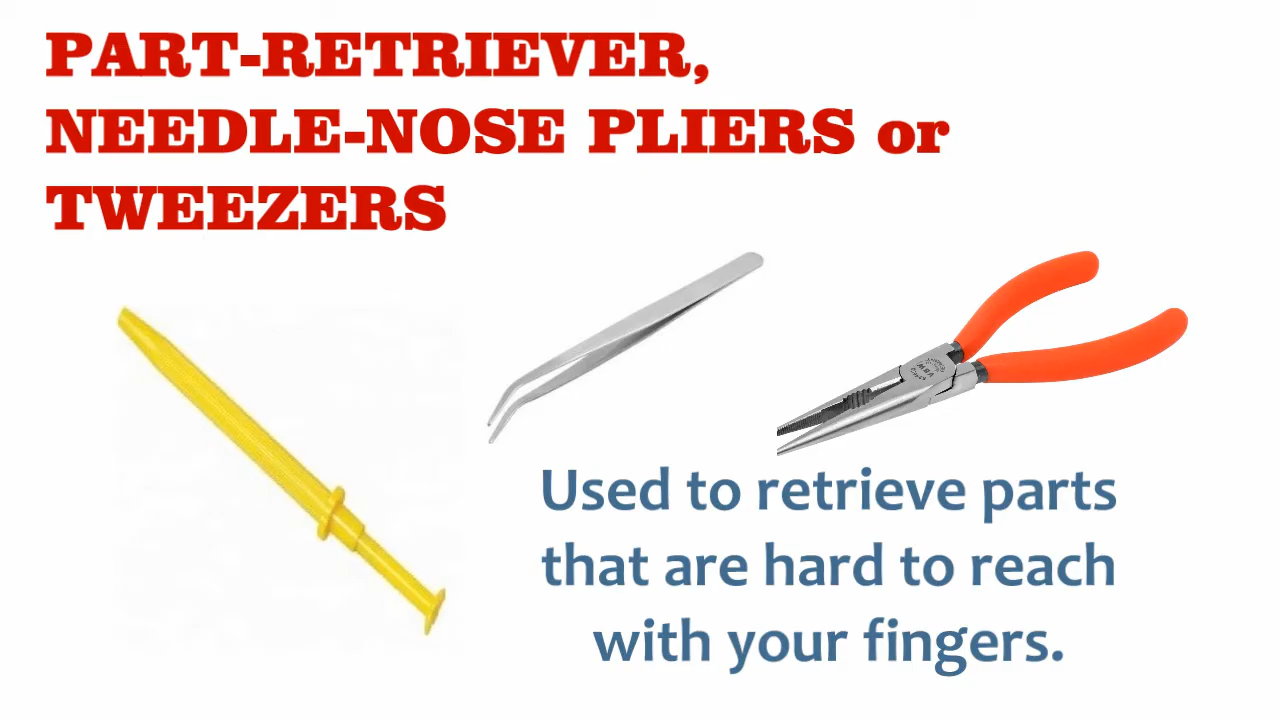 PART-RETRIEVER,
NEEDLE-NOSE PLIERS or
TWEEZERS
Used to retrieve parts
that are hard to reach
with your fingers.